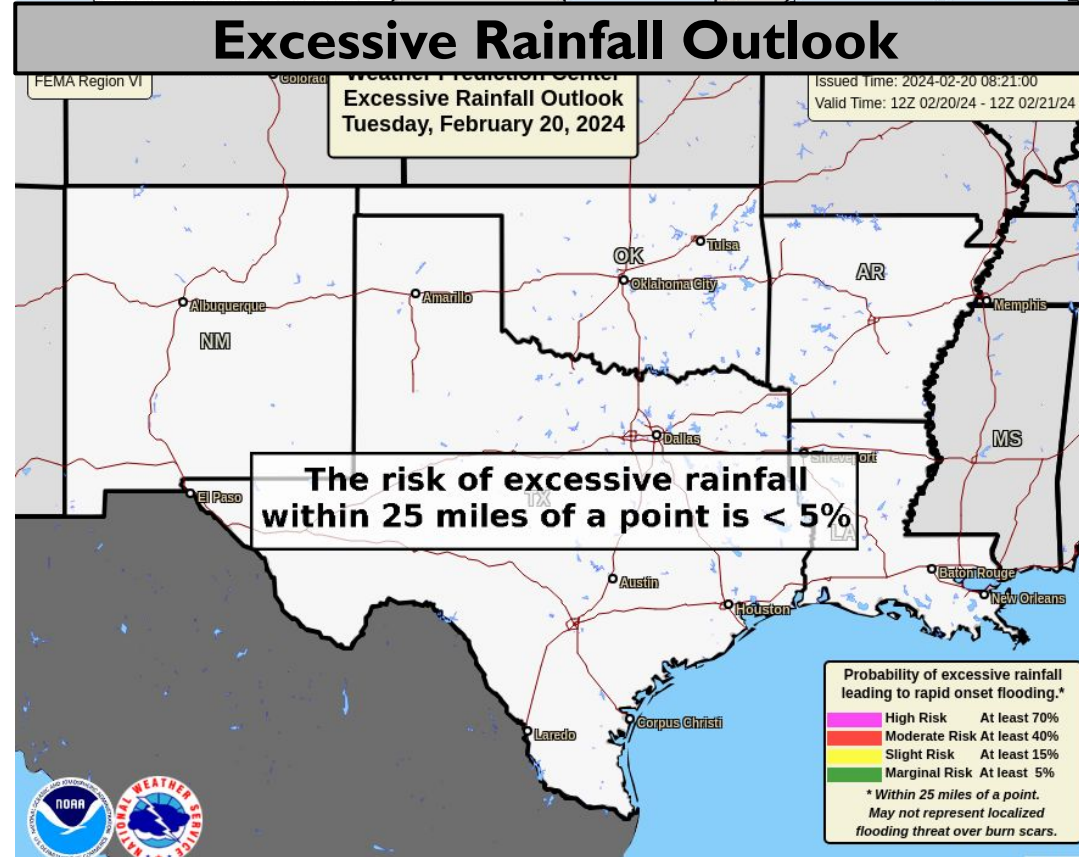 Excessive Rainfall Outlook
FEMA Region VI
Weather Prediction Center
Excessive Rainfall Outlook
Tuesday, February 20, 2024
Issued Time: 2024-02-20 08:21:00
Valid Time: 12Z 02/20/24 - 12Z 02/21/24
Tulsa
OK
Oklahoma City
AR
Albuquerque
Amarillo
Memphis
NM
Dallas
MS
Shreveport
The risk of excessive rainfall
within 25 miles of a point is < 5%
El Paso
TX
LA
Austin
Baton Rouge
New Orleans
Houston
Corpus Christi
Laredo
Probability of excessive rainfall
leading to rapid onset flooding.*
High Risk At least 70%
Moderate Risk At least 40%
Slight Risk At least 15%
Marginal Risk At least 5%
* Within 25 miles of a point.
May not represent localized
flooding threat over burn scars.
NOAA
NATIONAL WEATHER SERVICE